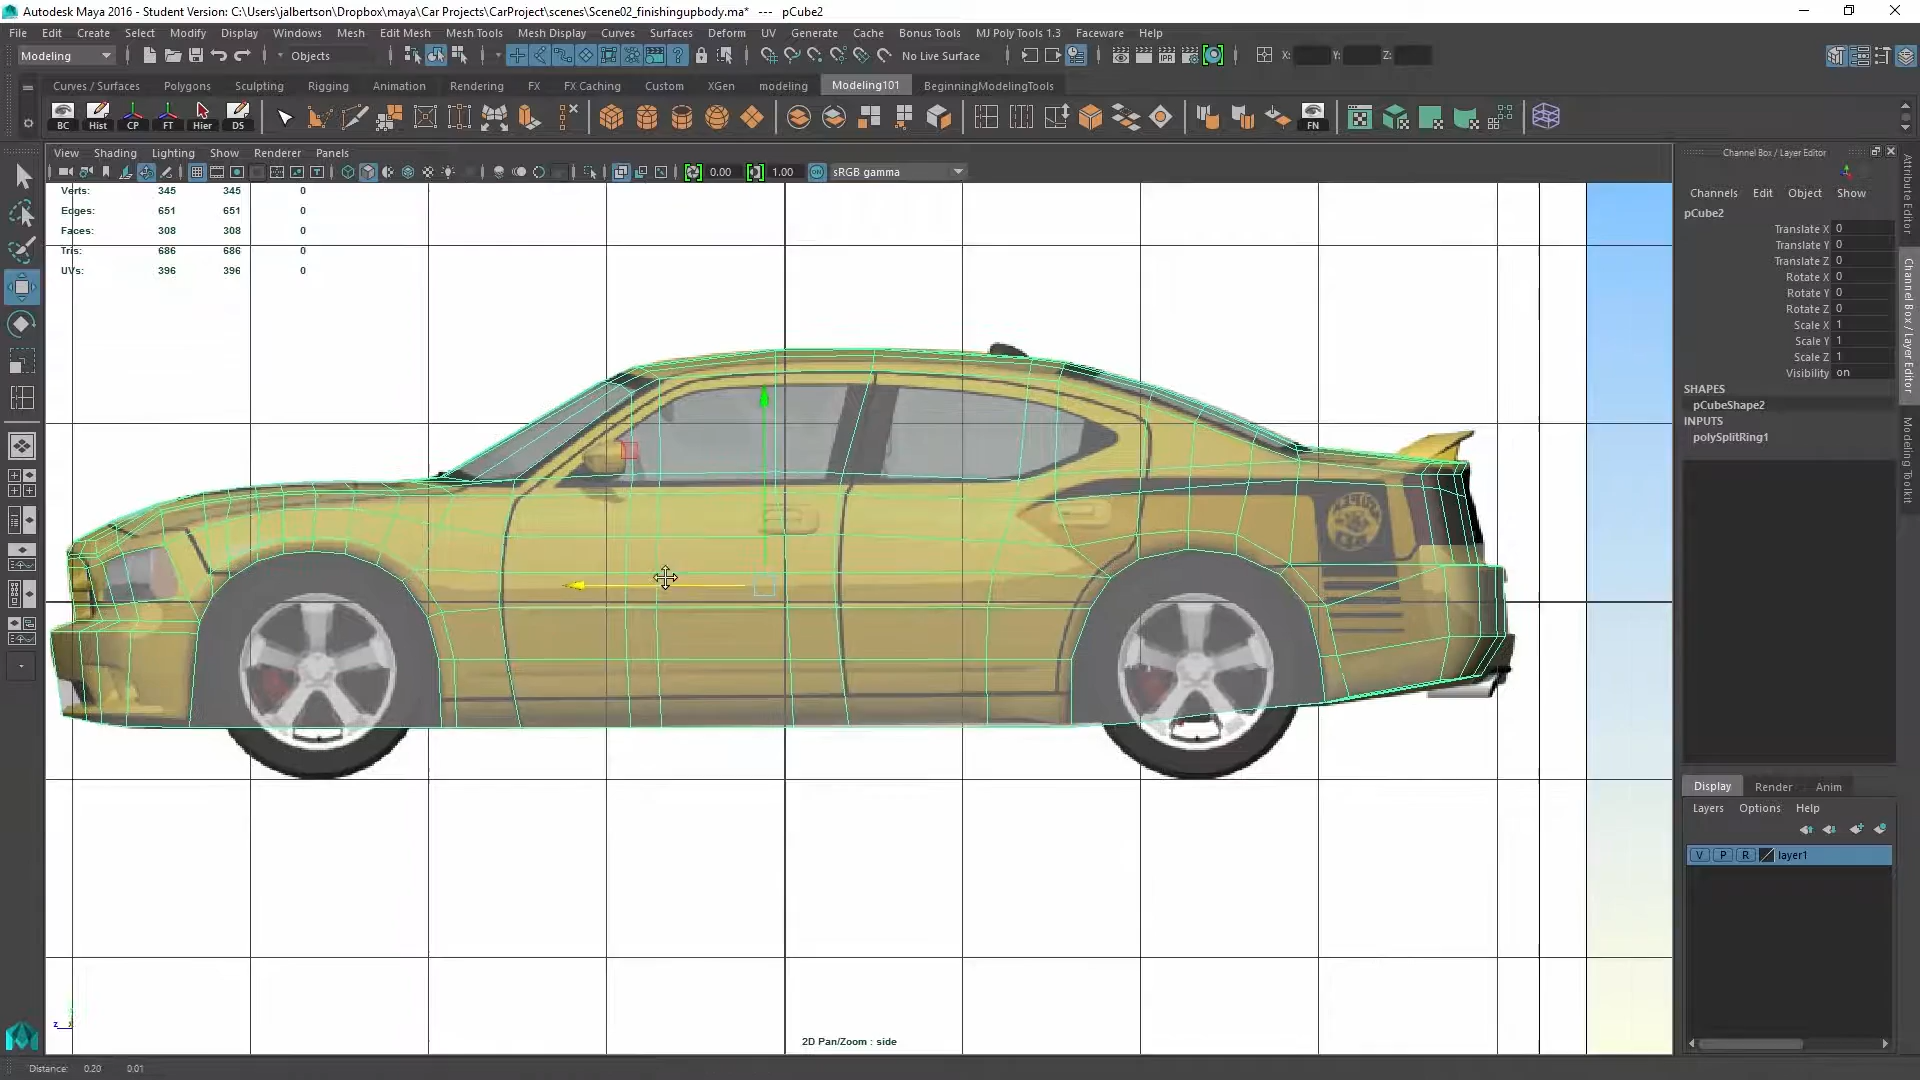 Autodesk Maya 2016 - Student Version: C:\Users\jalbertson\Dropbox\maya\Car Projects\CarProject\scenes\Scene02_finishingupbody.ma* --- pCube2
File Edit Create Select Modify Display Windows Mesh Edit Mesh Mesh Tools Mesh Display Curves Surfaces Deform UV Generate Cache Bonus Tools MJ Poly Tools 1.3 Faceware Help
Modeling Objects No Live Surface X: Y: Z:
Curves / Surfaces Polygons Sculpting Rigging Animation Rendering FX FX Caching Custom XGen modeling Modeling101 BeginningModelingTools
BC Hist CP FT Hier DS FN
View Shading Lighting Show Renderer Panels
0.00 1.00 sRGB gamma
Verts: 345 345 0
Edges: 651 651 0
Faces: 308 308 0
Tris: 686 686 0
UVs: 396 396 0
2D Pan/Zoom : side
Distance: 0.20 0.01
Channel Box / Layer Editor
Channels Edit Object Show
pCube2
Translate X 0
Translate Y 0
Translate Z 0
Rotate X 0
Rotate Y 0
Rotate Z 0
Scale X 1
Scale Y 1
Scale Z 1
Visibility on
SHAPES
pCubeShape2
INPUTS
polySplitRing1
Display Render Anim
Layers Options Help
V P R layer1
Attribute Editor
Channel Box / Layer Editor
Modeling Toolkit